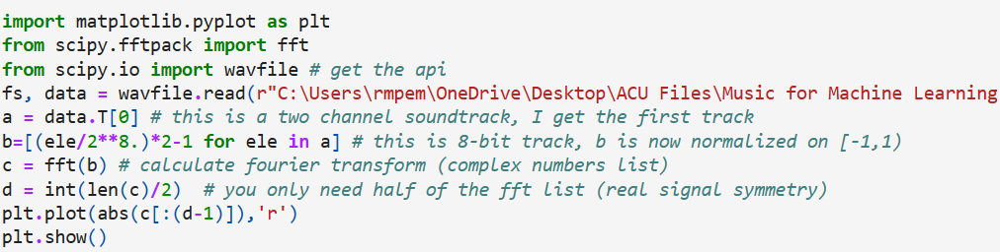 import matplotlib.pyplot as plt
from scipy.fftpack import fft
from scipy.io import wavfile # get the api
fs, data = wavfile.read(r"C:\Users\rmpem\OneDrive\Desktop\ACU Files\Music for Machine Learning
a = data.T[0] # this is a two channel soundtrack, I get the first track
b=[(ele/2**8.)*2-1 for ele in a] # this is 8-bit track, b is now normalized on [-1,1)
c = fft(b) # calculate fourier transform (complex numbers list)
d = int(len(c)/2)  # you only need half of the fft list (real signal symmetry)
plt.plot(abs(c[:(d-1)]),'r')
plt.show()